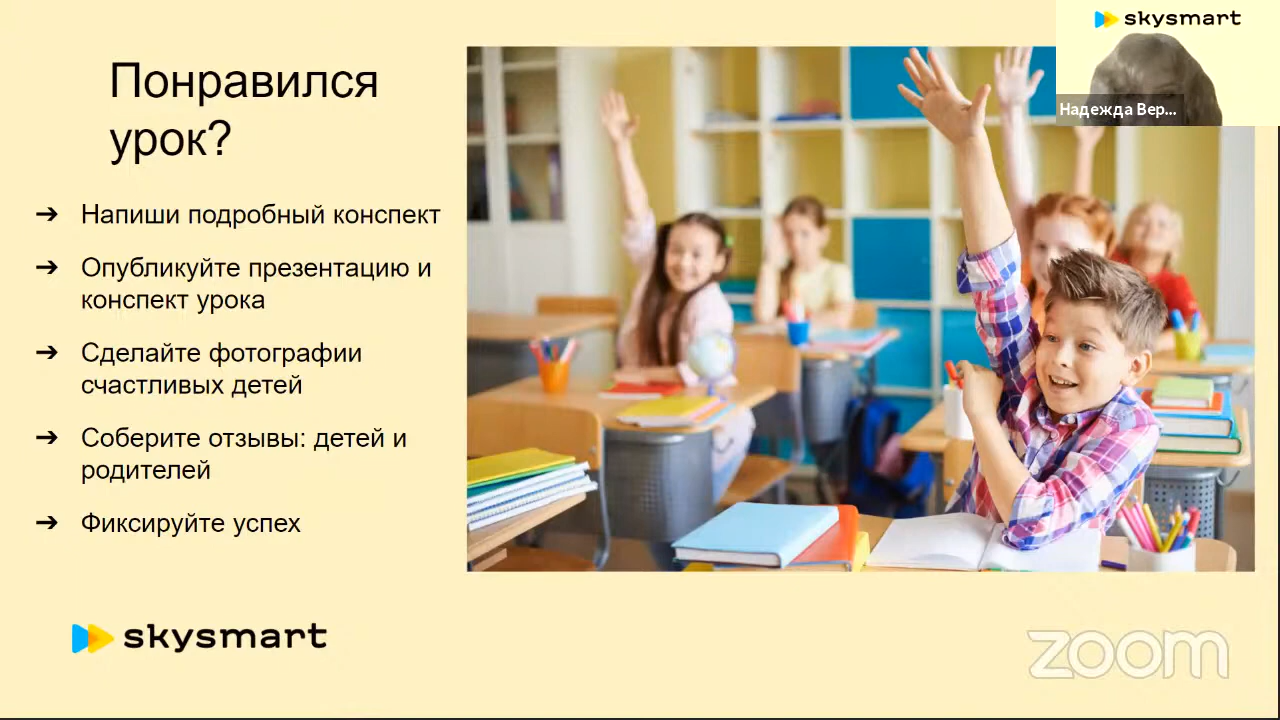 Понравился
урок?
➔ Напиши подробный конспект
➔ Опубликуйте презентацию и
конспект урока
➔ Сделайте фотографии
счастливых детей
➔ Соберите отзывы: детей и
родителей
➔ Фиксируйте успех
skysmart
skysmart
Надежда Вер...
zoom